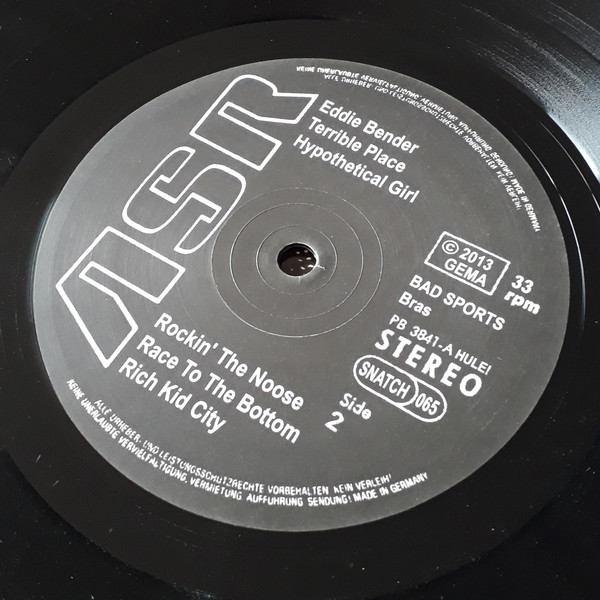 ASR
Eddie Bender
Terrible Place
Hypothetical Girl
Rockin' The Noose
Race To The Bottom
Rich Kid City
© 2013
GEMA
33
rpm
BAD SPORTS
Bras
PB 3841-A HULE!
STEREO
SNATCH 065
Side
2
ALLE URHEBER- UND LEISTUNGSSCHUTZRECHTE VORBEHALTEN KEIN VERLEIH!
KEINE UNERLAUBTE VERVIELFÄLTIGUNG, VERMIETUNG AUFFÜHRUNG SENDUNG! MADE IN GERMANY